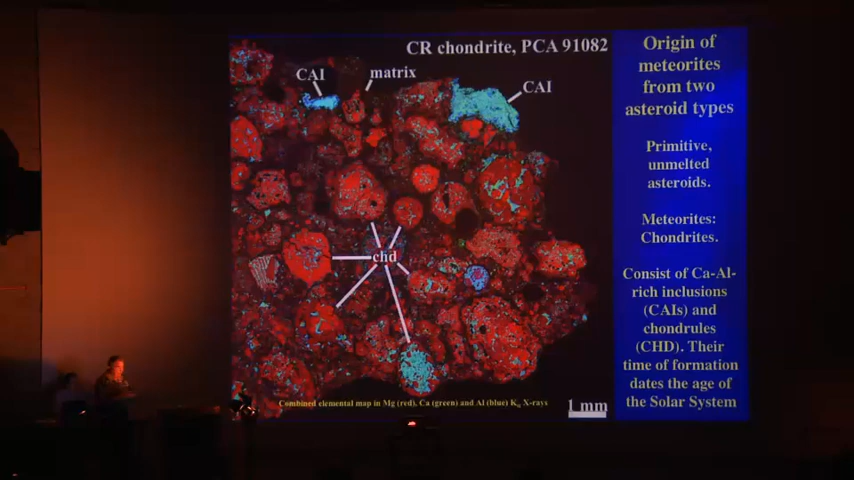 CR chondrite, PCA 91082
CAI
matrix
CAI
chd
Combined elemental map in Mg (red), Ca (green) and Al (blue) Kα X-rays
1 mm
Origin of
meteorites
from two
asteroid types
Primitive,
unmelted
asteroids.
Meteorites:
Chondrites.
Consist of Ca-Al-
rich inclusions
(CAIs) and
chondrules
(CHD). Their
time of formation
dates the age of
the Solar System